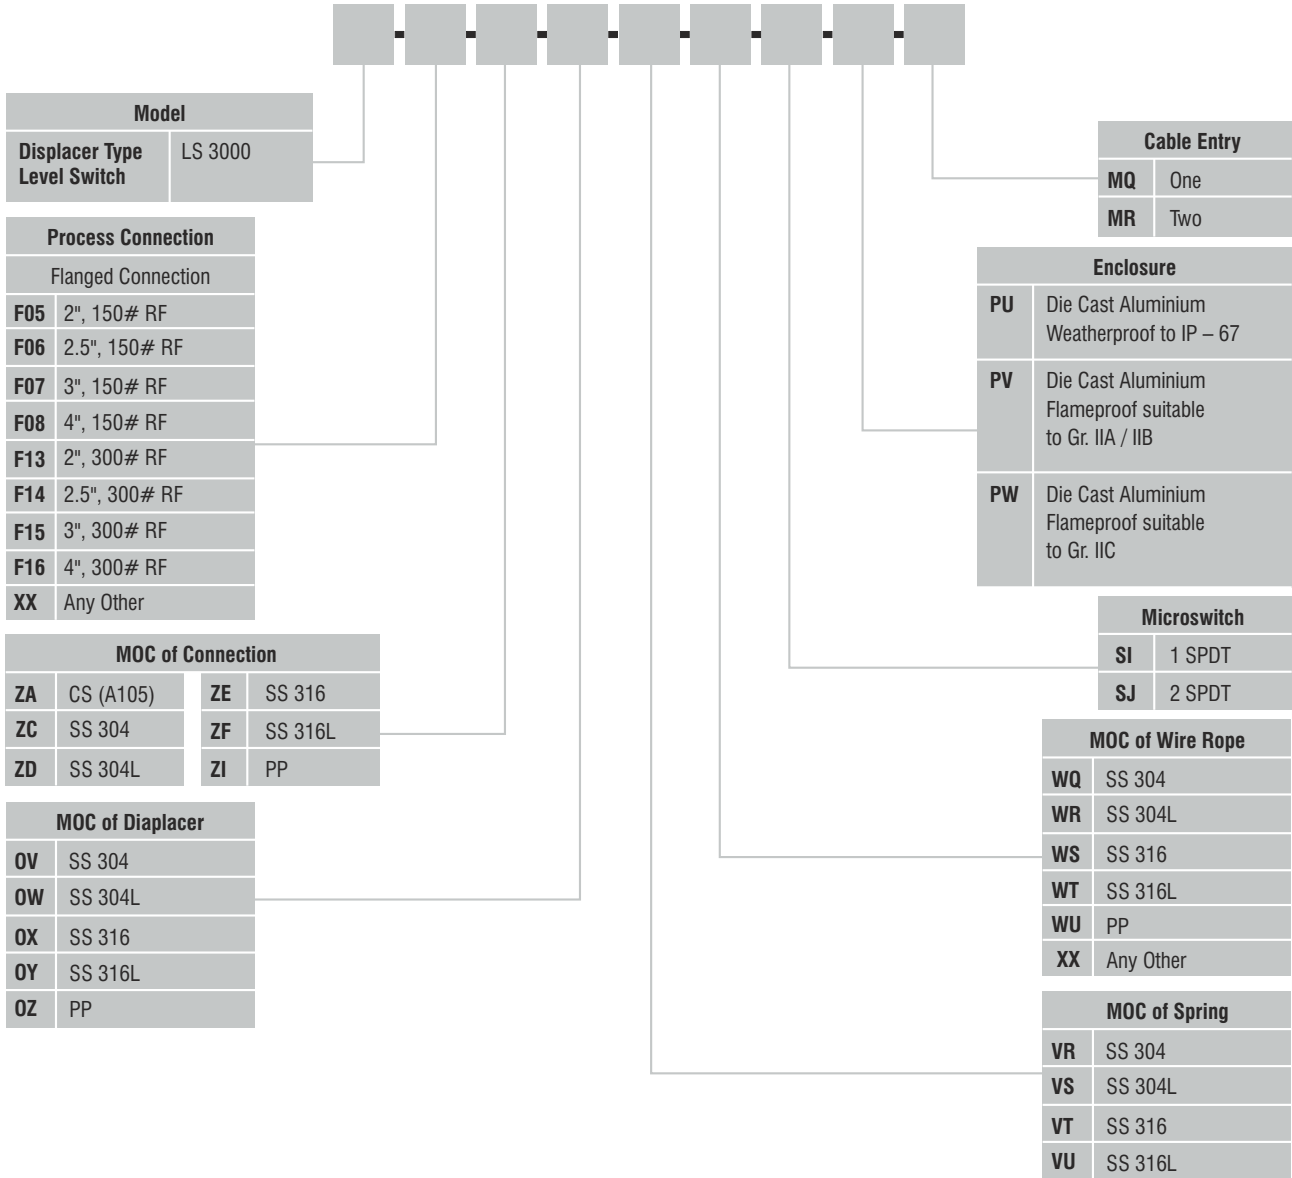 Model
Displacer Type Level Switch LS 3000
Process Connection
Flanged Connection
F05 2", 150# RF
F06 2.5", 150# RF
F07 3", 150# RF
F08 4", 150# RF
F13 2", 300# RF
F14 2.5", 300# RF
F15 3", 300# RF
F16 4", 300# RF
XX Any Other
MOC of Connection
ZA CS (A105) ZE SS 316
ZC SS 304 ZF SS 316L
ZD SS 304L ZI PP
MOC of Diaplacer
OV SS 304
OW SS 304L
OX SS 316
OY SS 316L
OZ PP
Cable Entry
MQ One
MR Two
Enclosure
PU Die Cast Aluminium
Weatherproof to IP – 67
PV Die Cast Aluminium
Flameproof suitable
to Gr. IIA / IIB
PW Die Cast Aluminium
Flameproof suitable
to Gr. IIC
Microswitch
SI 1 SPDT
SJ 2 SPDT
MOC of Wire Rope
WQ SS 304
WR SS 304L
WS SS 316
WT SS 316L
WU PP
XX Any Other
MOC of Spring
VR SS 304
VS SS 304L
VT SS 316
VU SS 316L